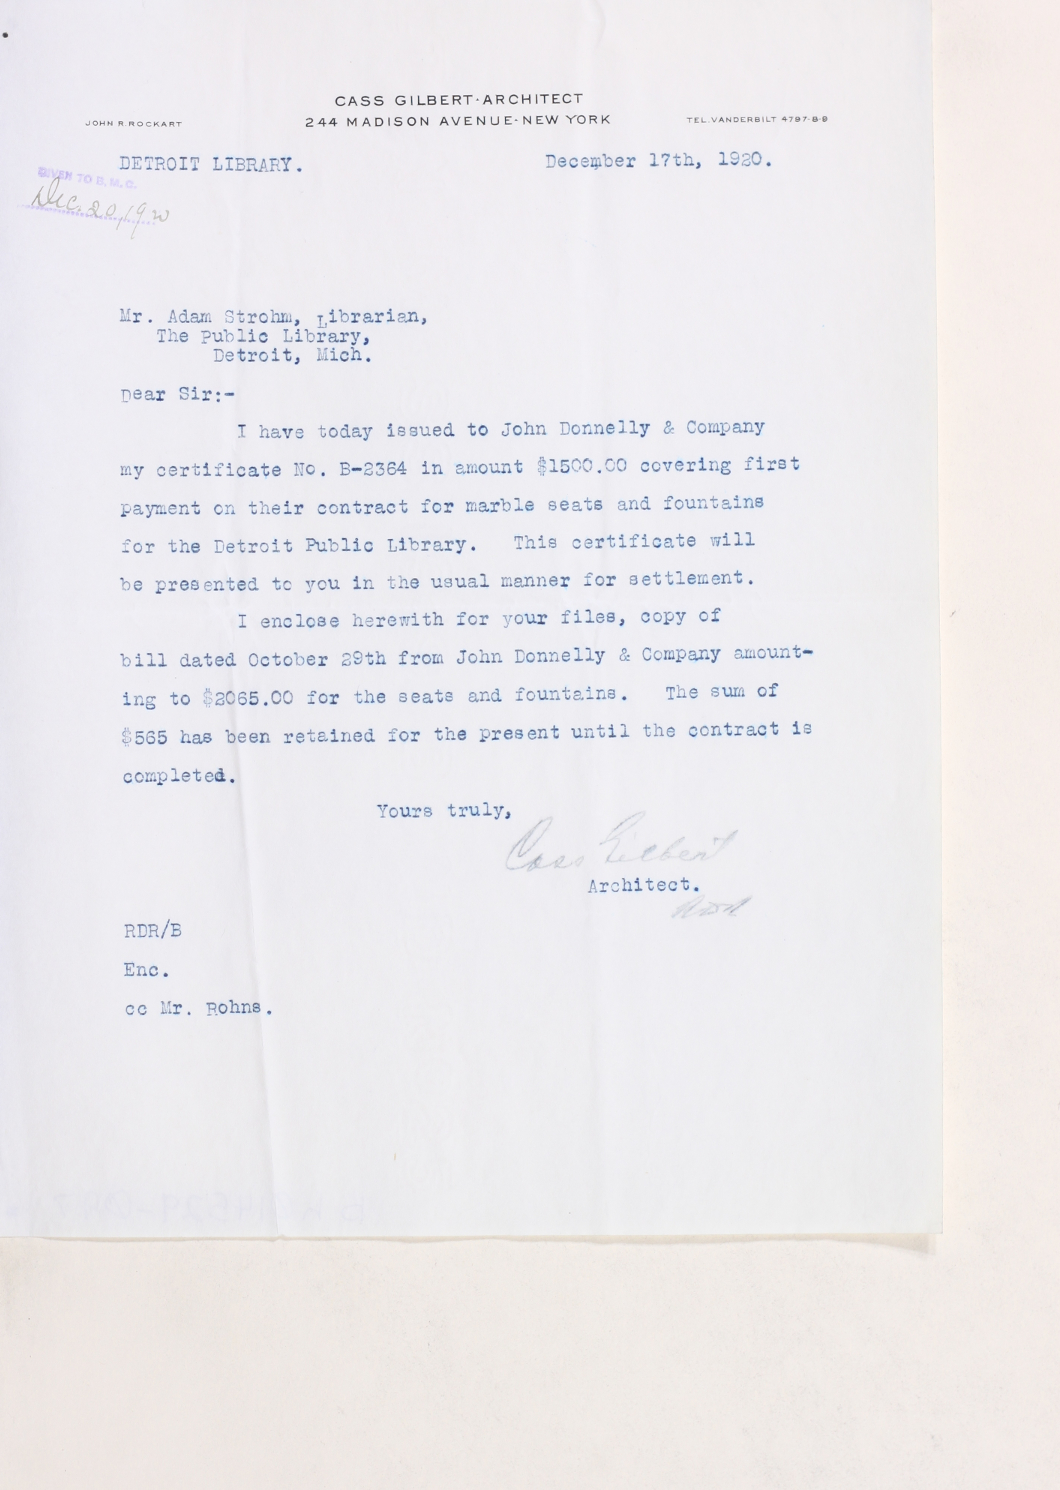 CASS GILBERT·ARCHITECT
244 MADISON AVENUE·NEW YORK
JOHN R. ROCKART
TEL. VANDERBILT 4797-8-9
DETROIT LIBRARY.
December 17th, 1920.
GIVEN TO B. M. C.
Dec. 20, 1920
Mr. Adam Strohm, Librarian,
The Public Library,
Detroit, Mich.
Dear Sir:-
I have today issued to John Donnelly & Company
my certificate No. B-2364 in amount $1500.00 covering first
payment on their contract for marble seats and fountains
for the Detroit Public Library. This certificate will
be presented to you in the usual manner for settlement.
I enclose herewith for your files, copy of
bill dated October 29th from John Donnelly & Company amount-
ing to $2065.00 for the seats and fountains. The sum of
$565 has been retained for the present until the contract is
completed.
Yours truly,
Cass Gilbert
Architect.
RDR/B
Enc.
cc Mr. Rohns.